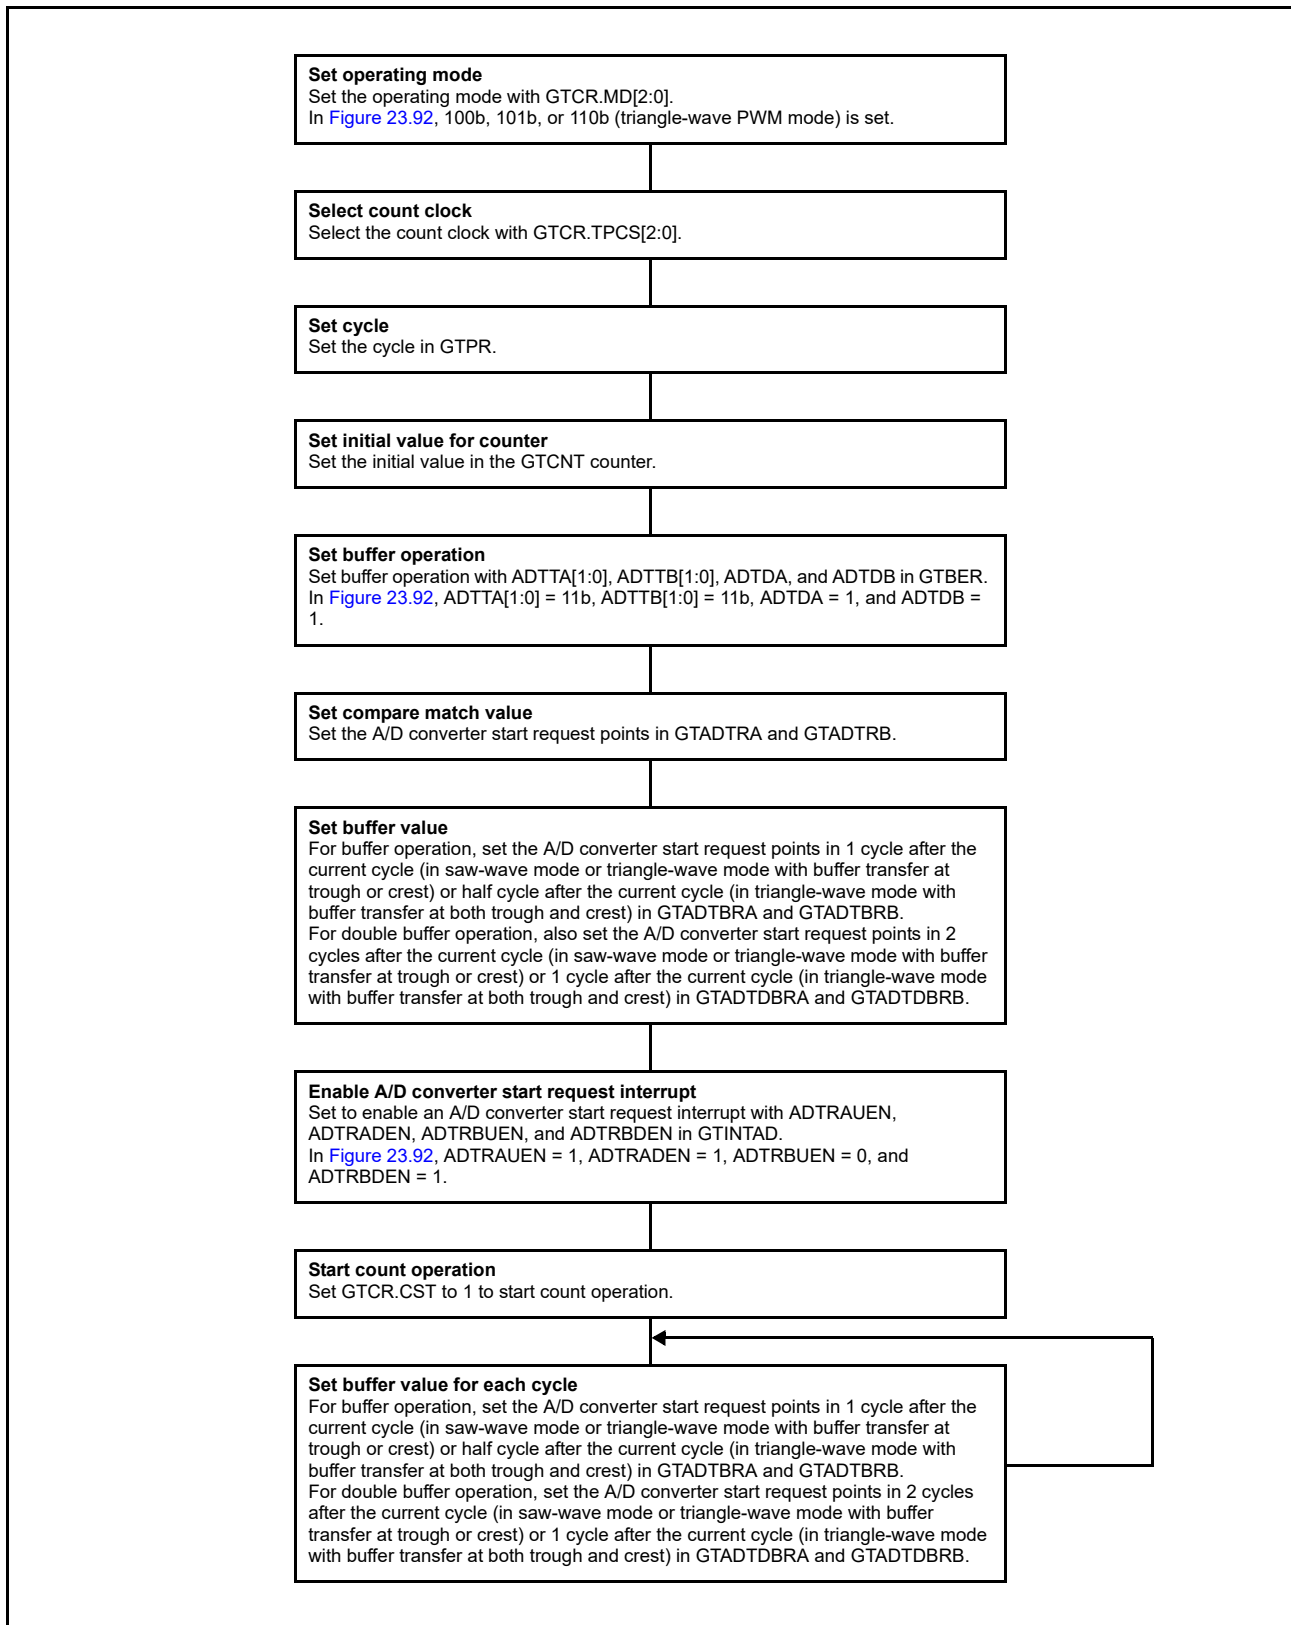 Set operating mode
Set the operating mode with GTCR.MD[2:0].
In Figure 23.92, 100b, 101b, or 110b (triangle-wave PWM mode) is set.
Select count clock
Select the count clock with GTCR.TPCS[2:0].
Set cycle
Set the cycle in GTPR.
Set initial value for counter
Set the initial value in the GTCNT counter.
Set buffer operation
Set buffer operation with ADTTA[1:0], ADTTB[1:0], ADTDA, and ADTDB in GTBER.
In Figure 23.92, ADTTA[1:0] = 11b, ADTTB[1:0] = 11b, ADTDA = 1, and ADTDB =
1.
Set compare match value
Set the A/D converter start request points in GTADTRA and GTADTRB.
Set buffer value
For buffer operation, set the A/D converter start request points in 1 cycle after the
current cycle (in saw-wave mode or triangle-wave mode with buffer transfer at
trough or crest) or half cycle after the current cycle (in triangle-wave mode with
buffer transfer at both trough and crest) in GTADTBRA and GTADTBRB.
For double buffer operation, also set the A/D converter start request points in 2
cycles after the current cycle (in saw-wave mode or triangle-wave mode with buffer
transfer at trough or crest) or 1 cycle after the current cycle (in triangle-wave mode
with buffer transfer at both trough and crest) in GTADTDBRA and GTADTDBRB.
Enable A/D converter start request interrupt
Set to enable an A/D converter start request interrupt with ADTRAUEN,
ADTRADEN, ADTRBUEN, and ADTRBDEN in GTINTAD.
In Figure 23.92, ADTRAUEN = 1, ADTRADEN = 1, ADTRBUEN = 0, and
ADTRBDEN = 1.
Start count operation
Set GTCR.CST to 1 to start count operation.
Set buffer value for each cycle
For buffer operation, set the A/D converter start request points in 1 cycle after the
current cycle (in saw-wave mode or triangle-wave mode with buffer transfer at
trough or crest) or half cycle after the current cycle (in triangle-wave mode with
buffer transfer at both trough and crest) in GTADTBRA and GTADTBRB.
For double buffer operation, set the A/D converter start request points in 2 cycles
after the current cycle (in saw-wave mode or triangle-wave mode with buffer
transfer at trough or crest) or 1 cycle after the current cycle (in triangle-wave mode
with buffer transfer at both trough and crest) in GTADTDBRA and GTADTDBRB.